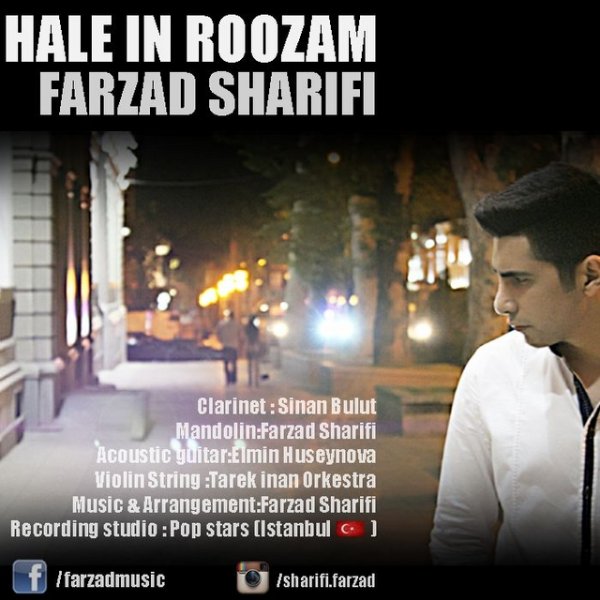 HALE IN ROOZAM
FARZAD SHARIFI
Clarinet : Sinan Bulut
Mandolin:Farzad Sharifi
Acoustic guitar:Elmin Huseynova
Violin String :Tarek inan Orkestra
Music & Arrangement:Farzad Sharifi
Recording studio : Pop stars (Istanbul 🇹🇷 )
f /farzadmusic
/sharifi.farzad